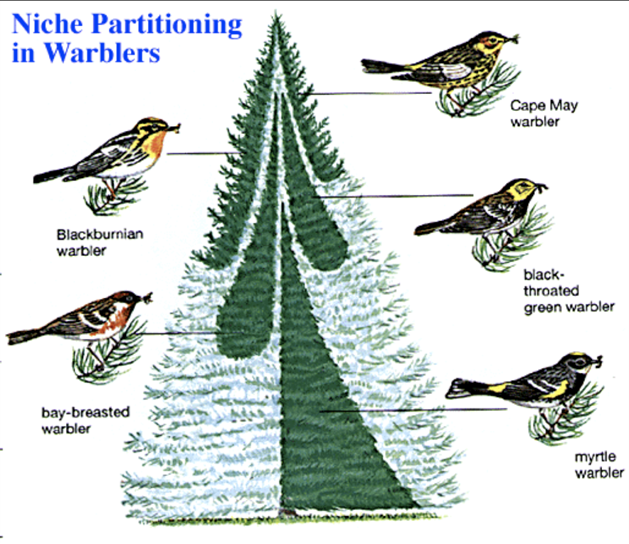 Niche Partitioning
in Warblers
Cape May
warbler
Blackburnian
warbler
black-
throated
green warbler
bay-breasted
warbler
myrtle
warbler